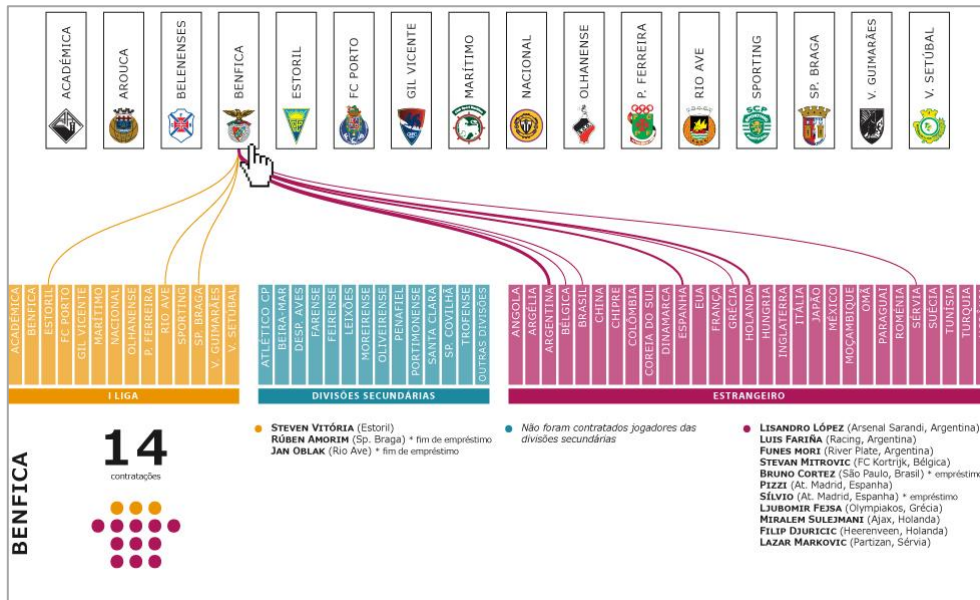 ACADÉMICA
AROUCA
BELENENSES
BENFICA
ESTORIL
FC PORTO
GIL VICENTE
MARÍTIMO
NACIONAL
OLHANENSE
P. FERREIRA
RIO AVE
SPORTING
SP. BRAGA
V. GUIMARÃES
V. SETÚBAL
SCP
ACADÉMICA
BENFICA
ESTORIL
FC PORTO
GIL VICENTE
MARÍTIMO
NACIONAL
OLHANENSE
P. FERREIRA
RIO AVE
SPORTING
SP. BRAGA
V. GUIMARÃES
V. SETÚBAL
I LIGA
ATLÉTICO CP
BEIRA-MAR
DESP. AVES
FARENSE
FEIRENSE
LEIXÕES
MOREIRENSE
OLIVEIRENSE
PENAFIEL
PORTIMONENSE
SANTA CLARA
SP. COVILHÃ
TROFENSE
OUTRAS DIVISÕES
DIVISÕES SECUNDÁRIAS
ANGOLA
ARGÉLIA
ARGENTINA
BÉLGICA
BRASIL
CHINA
CHIPRE
COLÔMBIA
COREIA DO SUL
DINAMARCA
ESPANHA
EUA
FRANÇA
GRÉCIA
HOLANDA
HUNGRIA
INGLATERRA
ITÁLIA
JAPÃO
MÉXICO
MOÇAMBIQUE
OMÃ
PARAGUAI
ROMÉNIA
SÉRVIA
SUÉCIA
TUNÍSIA
TURQUIA
ESTRANGEIRO
BENFICA
14
contratações
STEVEN VITÓRIA (Estoril)
RÚBEN AMORIM (Sp. Braga) * fim de empréstimo
JAN OBLAK (Rio Ave) * fim de empréstimo
Não foram contratados jogadores das
divisões secundárias
LISANDRO LÓPEZ (Arsenal Sarandi, Argentina)
LUIS FARIÑA (Racing, Argentina)
FUNES MORI (River Plate, Argentina)
STEVAN MITROVIC (FC Kortrijk, Bélgica)
BRUNO CORTEZ (São Paulo, Brasil) * empréstimo
PIZZI (At. Madrid, Espanha)
SÍLVIO (At. Madrid, Espanha) * empréstimo
LJUBOMIR FEJSA (Olympiakos, Grécia)
MIRALEM SULEJMANI (Ajax, Holanda)
FILIP DJURICIC (Heerenveen, Holanda)
LAZAR MARKOVIC (Partizan, Sérvia)